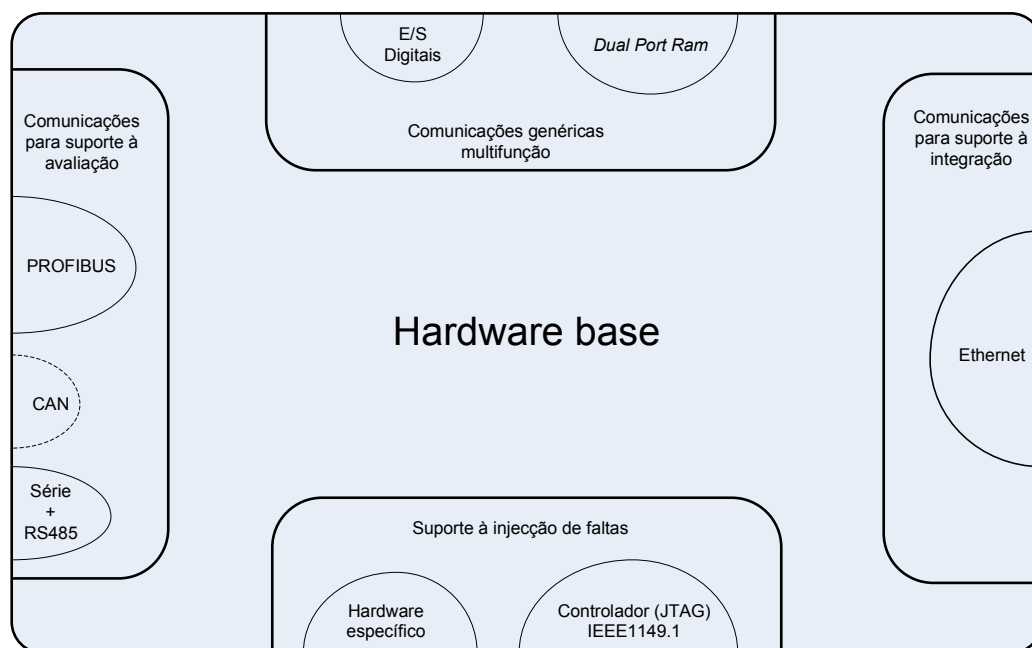 E/S
Digitais
Dual Port Ram
Comunicações genéricas
multifunção
Comunicações
para suporte à
avaliação
PROFIBUS
CAN
Série
+
RS485
Hardware base
Comunicações
para suporte à
integração
Ethernet
Suporte à injecção de faltas
Hardware
específico
Controlador (JTAG)
IEEE1149.1